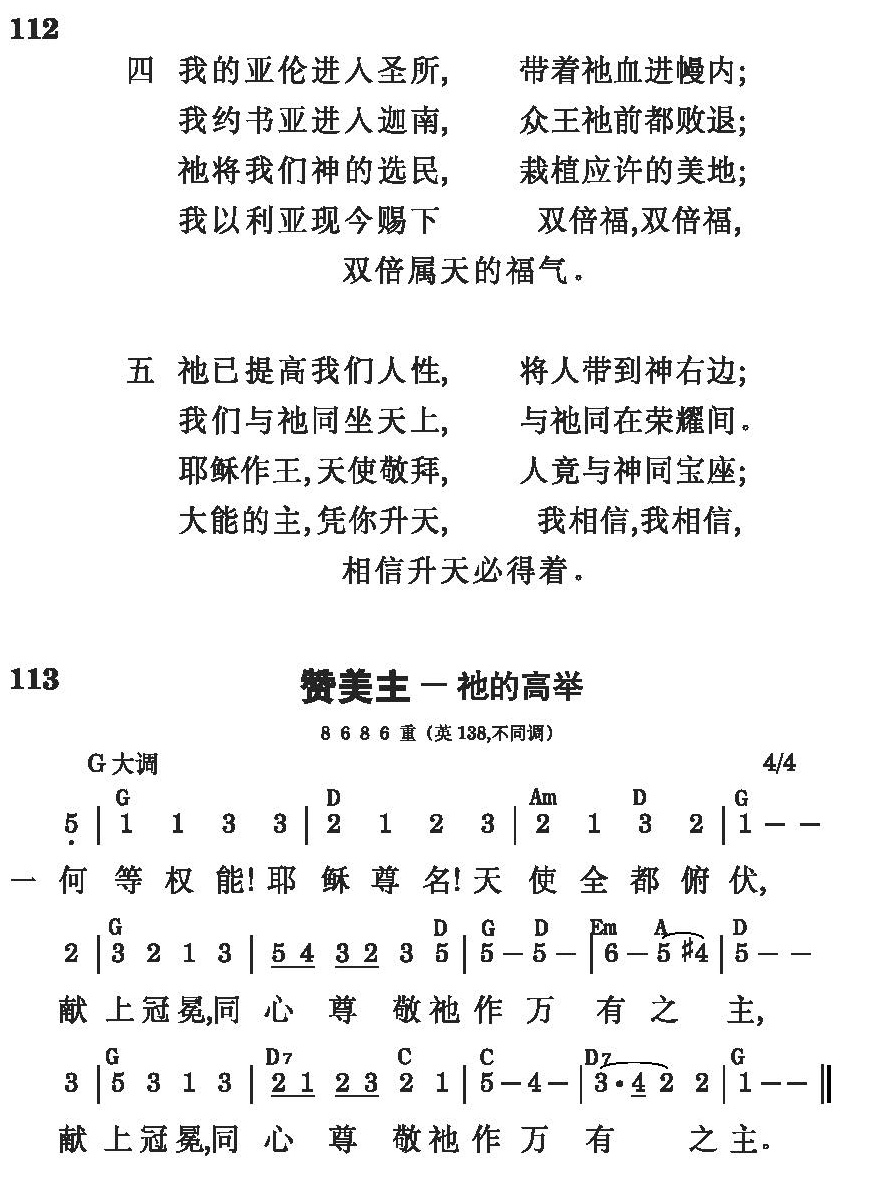 112
四 我的亚伦进入圣所, 带着祂血进幔内;
我约书亚进入迦南, 众王祂前都败退;
祂将我们神的选民, 栽植应许的美地;
我以利亚现今赐下 双倍福,双倍福,
双倍属天的福气。
五 祂已提高我们人性, 将人带到神右边;
我们与祂同坐天上, 与祂同在荣耀间。
耶稣作王,天使敬拜, 人竟与神同宝座;
大能的主,凭你升天, 我相信,我相信,
相信升天必得着。
113 赞美主－祂的高举
8 6 8 6 重（英 138,不同调）
G 大调 4/4
G D Am D G
5̣ | 1 1 3 3 | 2 1 2 3 | 2 1 3 2 | 1 – –
一 何等权能!耶稣尊名!天使全都俯伏,
G D G D Em A D
2 | 3 2 1 3 | 5 4 3 2 3 5 | 5 – 5 – | 6 – 5 #4 | 5 – –
献上冠冕,同心尊敬祂作万有之主,
G D7 C C D7 G
3 | 5 3 1 3 | 2 1 2 3 2 1 | 5 – 4 – | 3 · 4 2 2 | 1 – – ‖
献上冠冕,同心尊敬祂作万有之主。